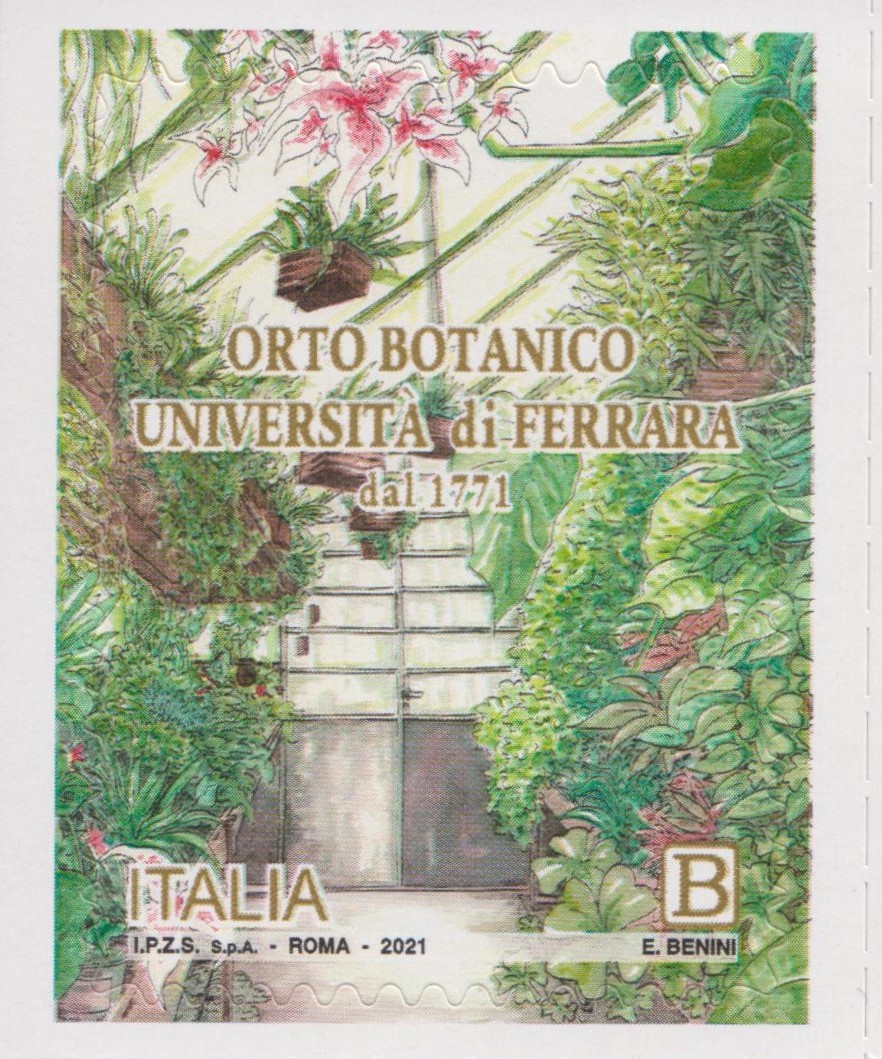 ORTO BOTANICO
UNIVERSITÀ di FERRARA
dal 1771
ITALIA
B
I.P.Z.S. S.p.A. - ROMA - 2021
E. BENINI